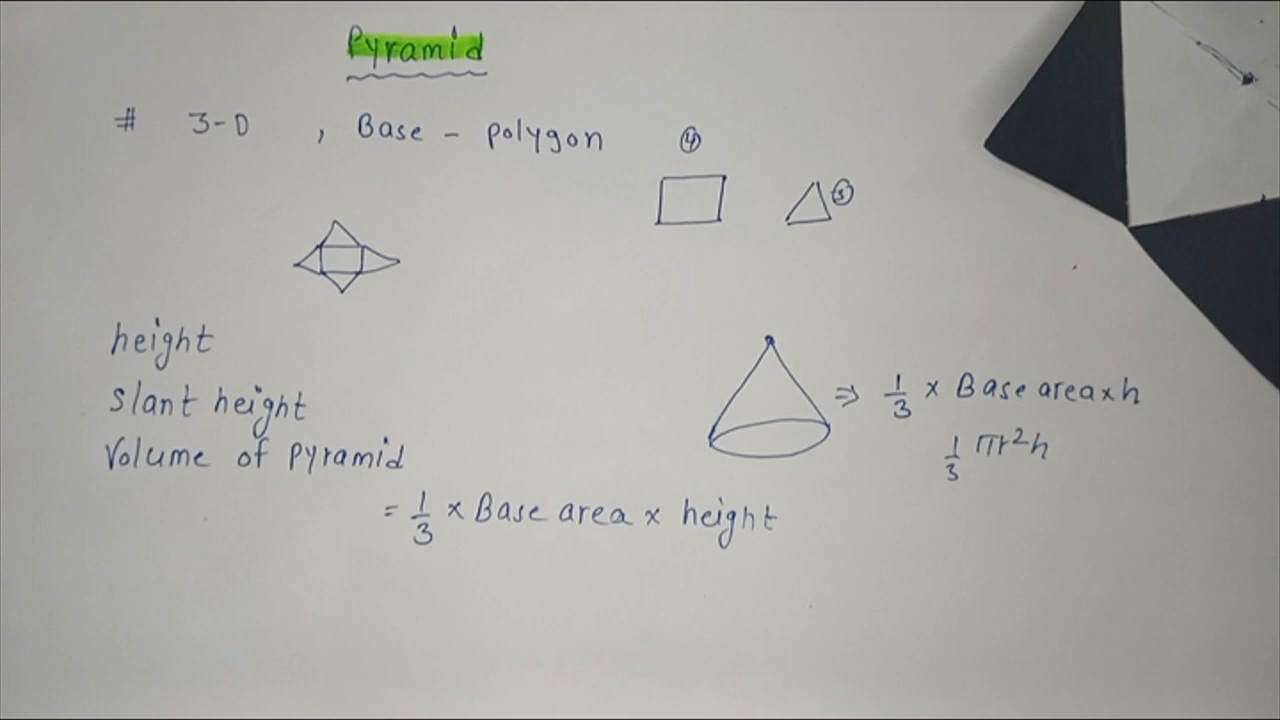 Pyramid
# 3-D , Base - polygon
④
③
height
slant height
Volume of pyramid
= 1/3 × Base area × height
⇒ 1/3 × Base area × h
1/3 πr²h